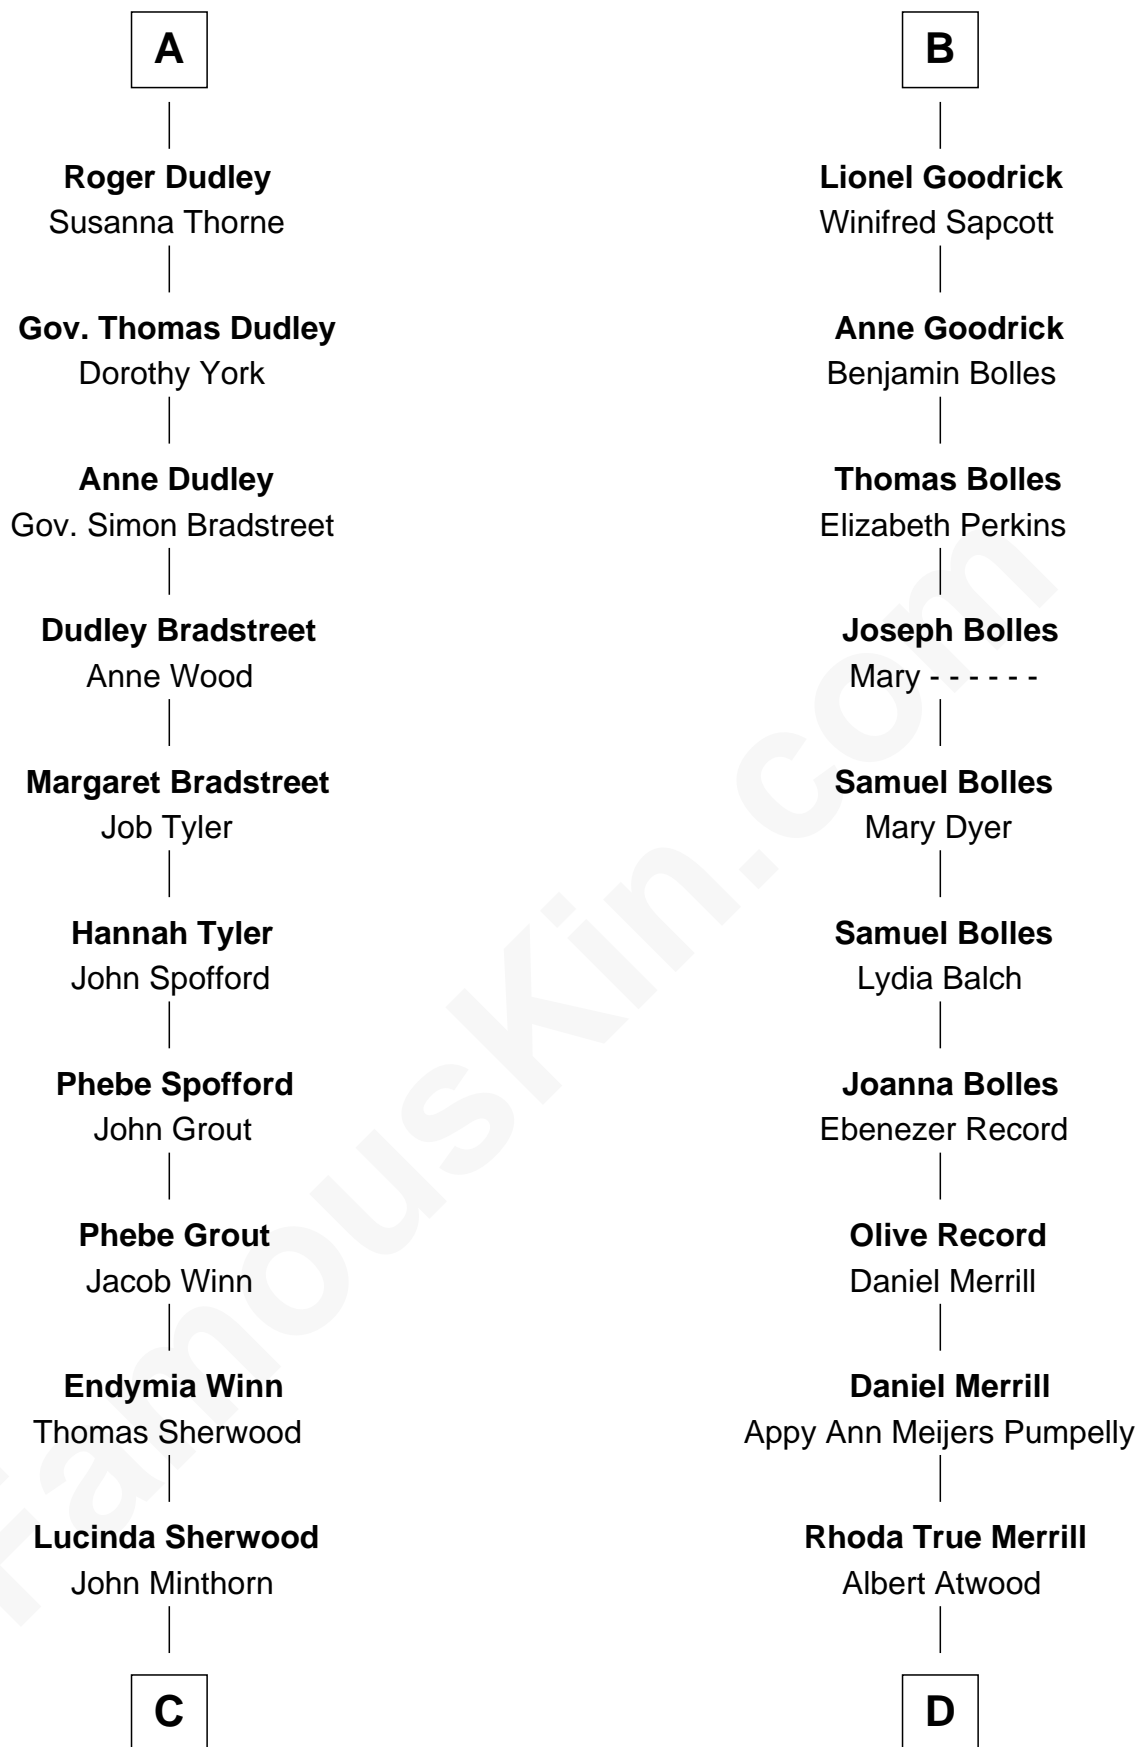 A
Roger Dudley
Susanna Thorne
Gov. Thomas Dudley
Dorothy York
Anne Dudley
Gov. Simon Bradstreet
Dudley Bradstreet
Anne Wood
Margaret Bradstreet
Job Tyler
Hannah Tyler
John Spofford
Phebe Spofford
John Grout
Phebe Grout
Jacob Winn
Endymia Winn
Thomas Sherwood
Lucinda Sherwood
John Minthorn
C
B
Lionel Goodrick
Winifred Sapcott
Anne Goodrick
Benjamin Bolles
Thomas Bolles
Elizabeth Perkins
Joseph Bolles
Mary - - - - - -
Samuel Bolles
Mary Dyer
Samuel Bolles
Lydia Balch
Joanna Bolles
Ebenezer Record
Olive Record
Daniel Merrill
Daniel Merrill
Appy Ann Meijers Pumpelly
Rhoda True Merrill
Albert Atwood
D
FamousKin.com